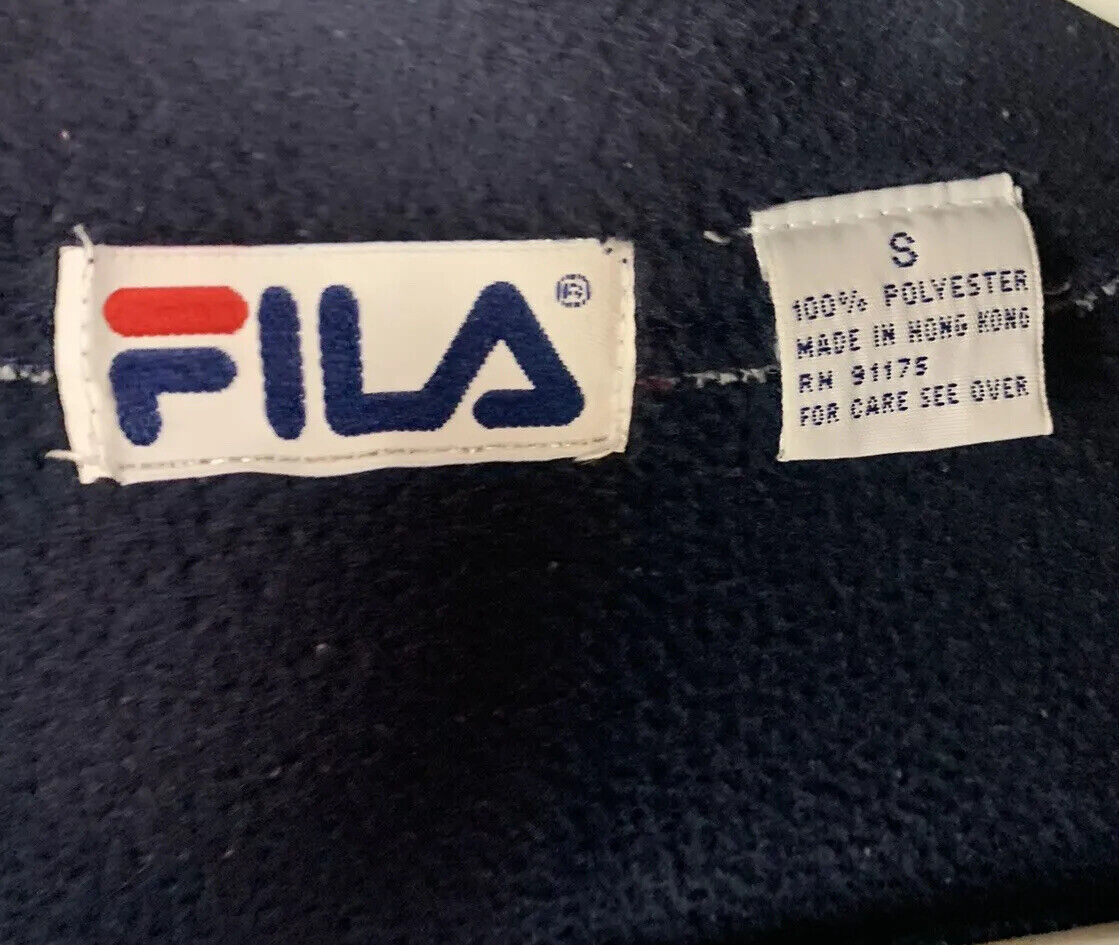 FILA®
S
100% POLYESTER
MADE IN HONG KONG
RN 91175
FOR CARE SEE OVER